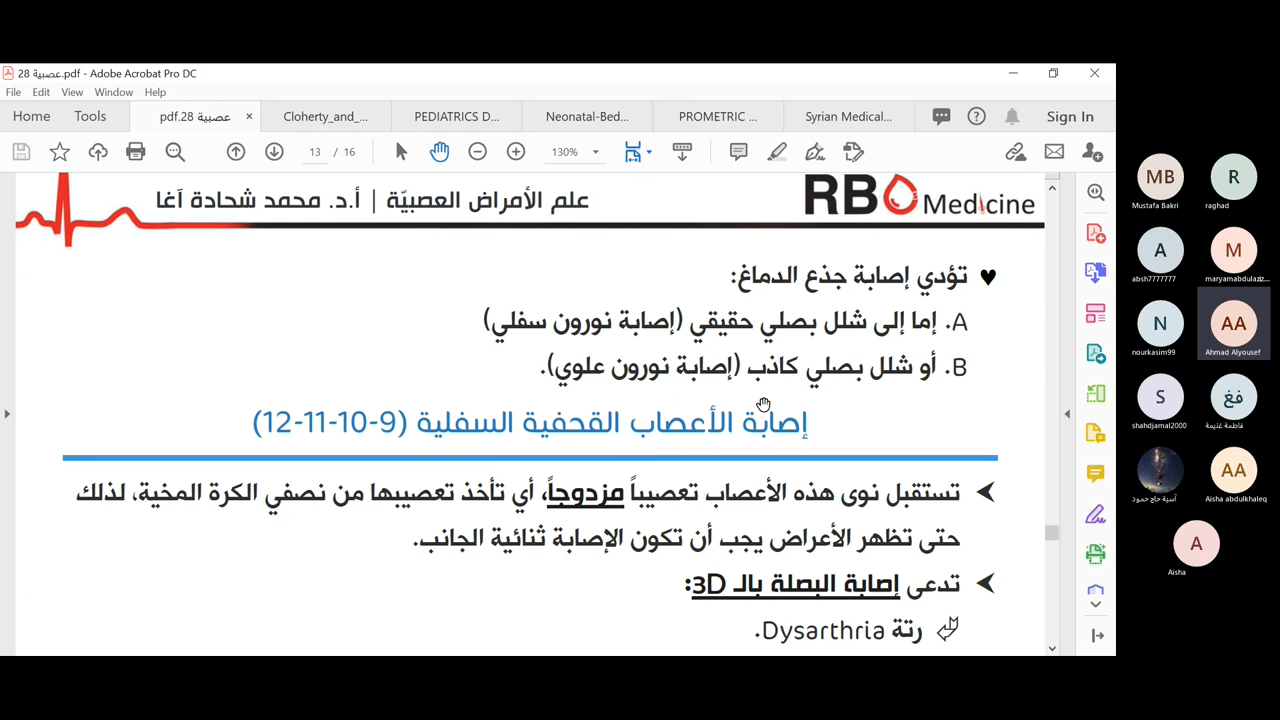 عصبية 28.pdf - Adobe Acrobat Pro DC
File Edit View Window Help
Home Tools عصبية 28.pdf × Cloherty_and_... PEDIATRICS D... Neonatal-Bed... PROMETRIC ... Syrian Medical... Sign In
13 / 16 130%
علم الأمراض العصبيّة | أ.د. محمد شحادة آغا
RB Medicine
♥ تؤدي إصابة جذع الدماغ:
A. إما إلى شلل بصلي حقيقي (إصابة نورون سفلي)
B. أو شلل بصلي كاذب (إصابة نورون علوي).
إصابة الأعصاب القحفية السفلية (9-10-11-12)
تستقبل نوى هذه الأعصاب تعصيباً مزدوجاً، أي تأخذ تعصيبها من نصفي الكرة المخية، لذلك
حتى تظهر الأعراض يجب أن تكون الإصابة ثنائية الجانب.
تدعى إصابة البصلة بالـ 3D:
رتة Dysarthria.
MB R
Mustafa Bakri raghad
A M
absh7777777 maryamabdulaziz...
N AA
nourkasim99 Ahmad Alyousef
S فغ
shahdjamal2000 فاطمة غنيمة
AA
آسية حاج حمود Aisha abdulkhaleq
A
Aisha